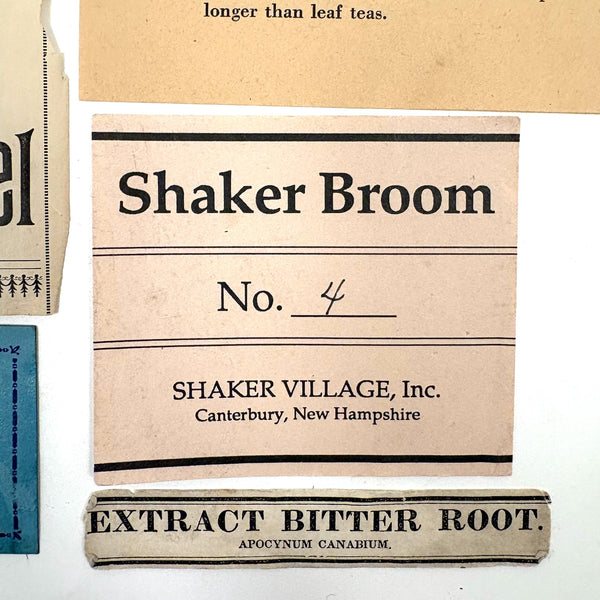 longer than leaf teas.
el
Shaker Broom
No. 4
SHAKER VILLAGE, Inc.
Canterbury, New Hampshire
EXTRACT BITTER ROOT.
APOCYNUM CANABIUM.